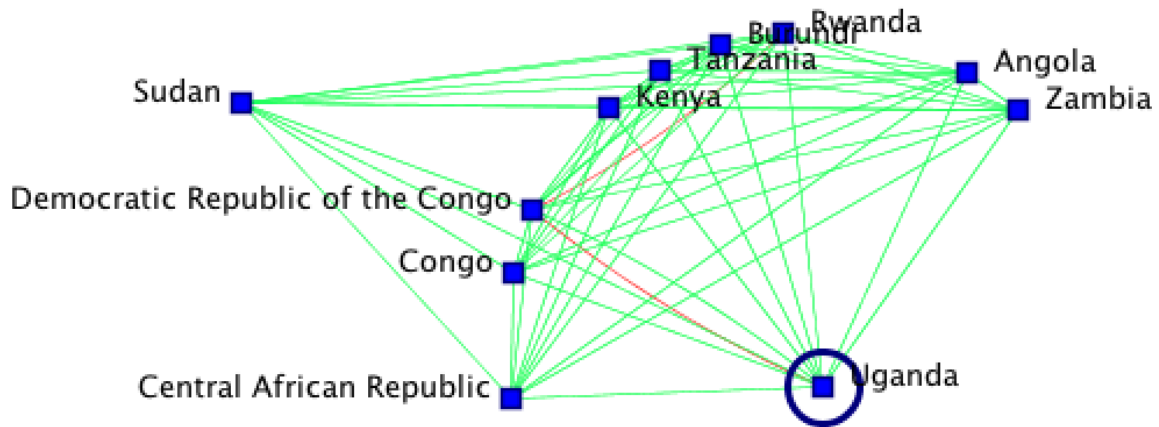 Rwanda
Burundi
Tanzania
Angola
Sudan
Kenya
Zambia
Democratic Republic of the Congo
Congo
Uganda
Central African Republic